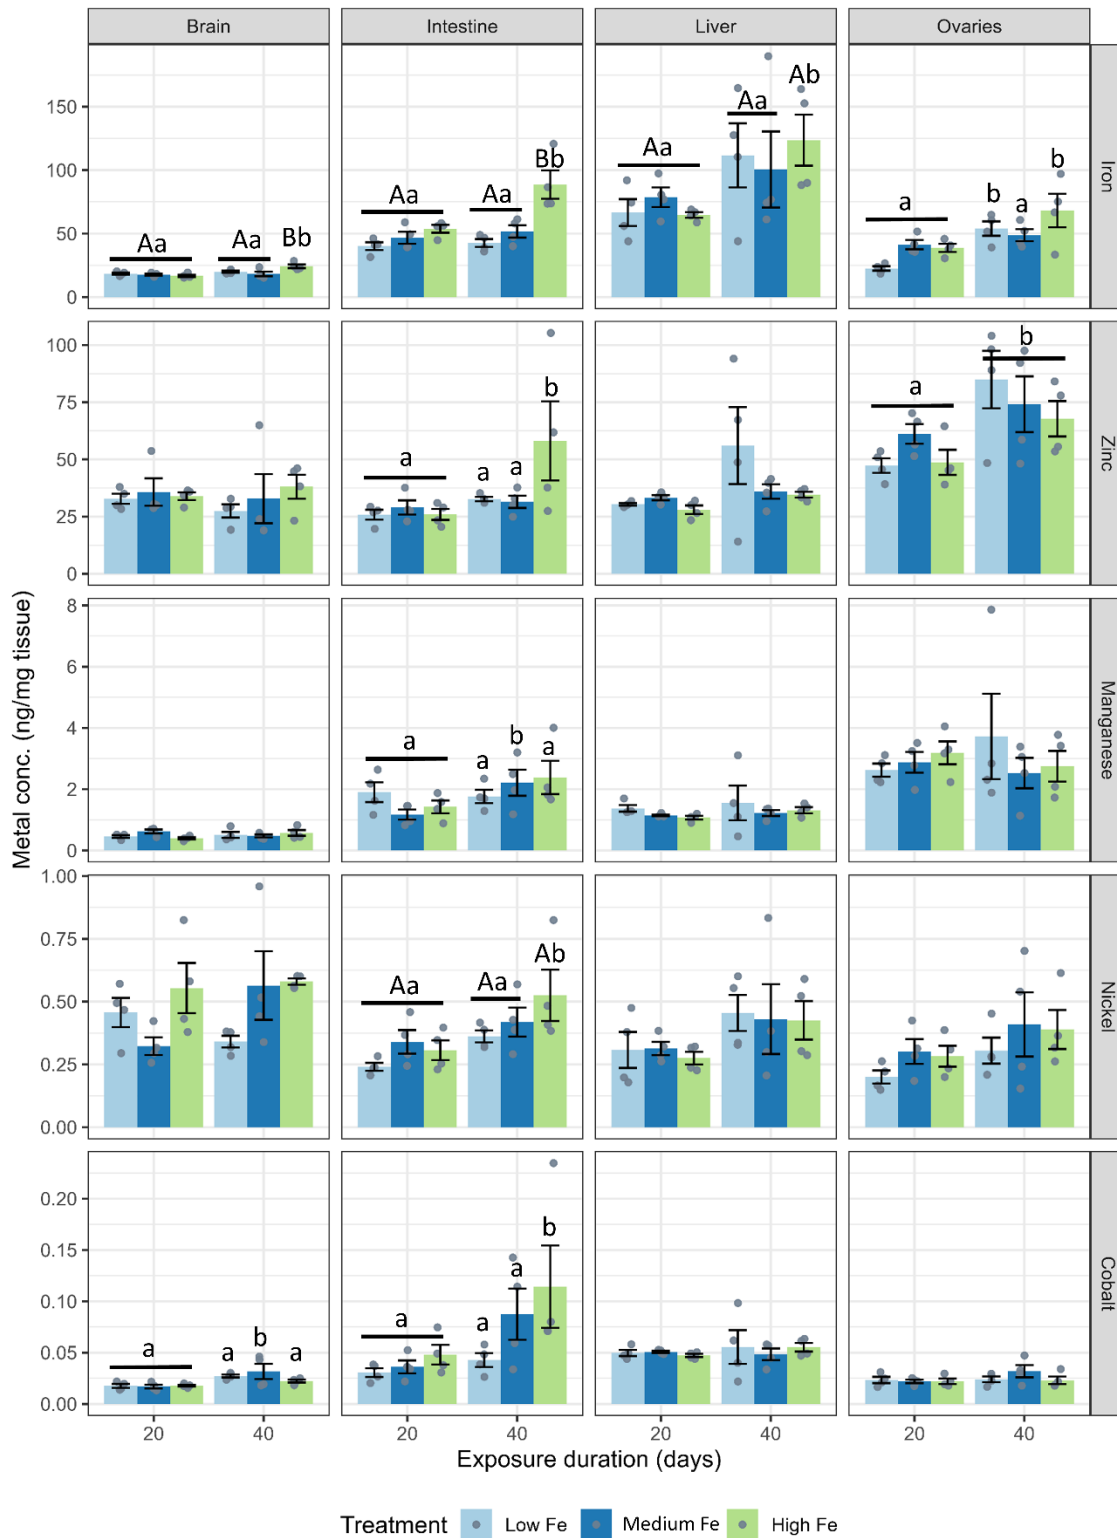 Brain Intestine Liver Ovaries
Metal conc. (ng/mg tissue)
Iron
150
100
50
0
Aa Aa Bb
Aa Aa Bb
Aa Aa Ab
a b a b
Zinc
100
75
50
25
0
a a a b
a b
Manganese
8
6
4
2
0
a a b a
Nickel
1.00
0.75
0.50
0.25
0.00
Aa Aa Ab
Cobalt
0.20
0.15
0.10
0.05
0.00
a a b a
a a a b
20 40 20 40 20 40 20 40
Exposure duration (days)
Treatment Low Fe Medium Fe High Fe